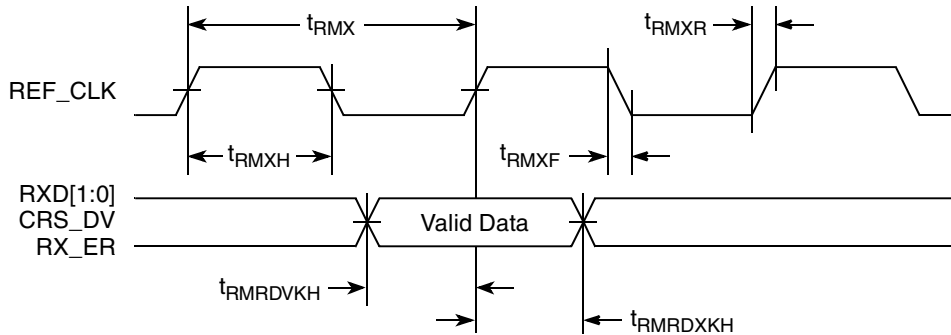 tRMX
tRMXR
REF_CLK
tRMXH
tRMXF
RXD[1:0]
CRS_DV
RX_ER
Valid Data
tRMRDVKH
tRMRDXKH